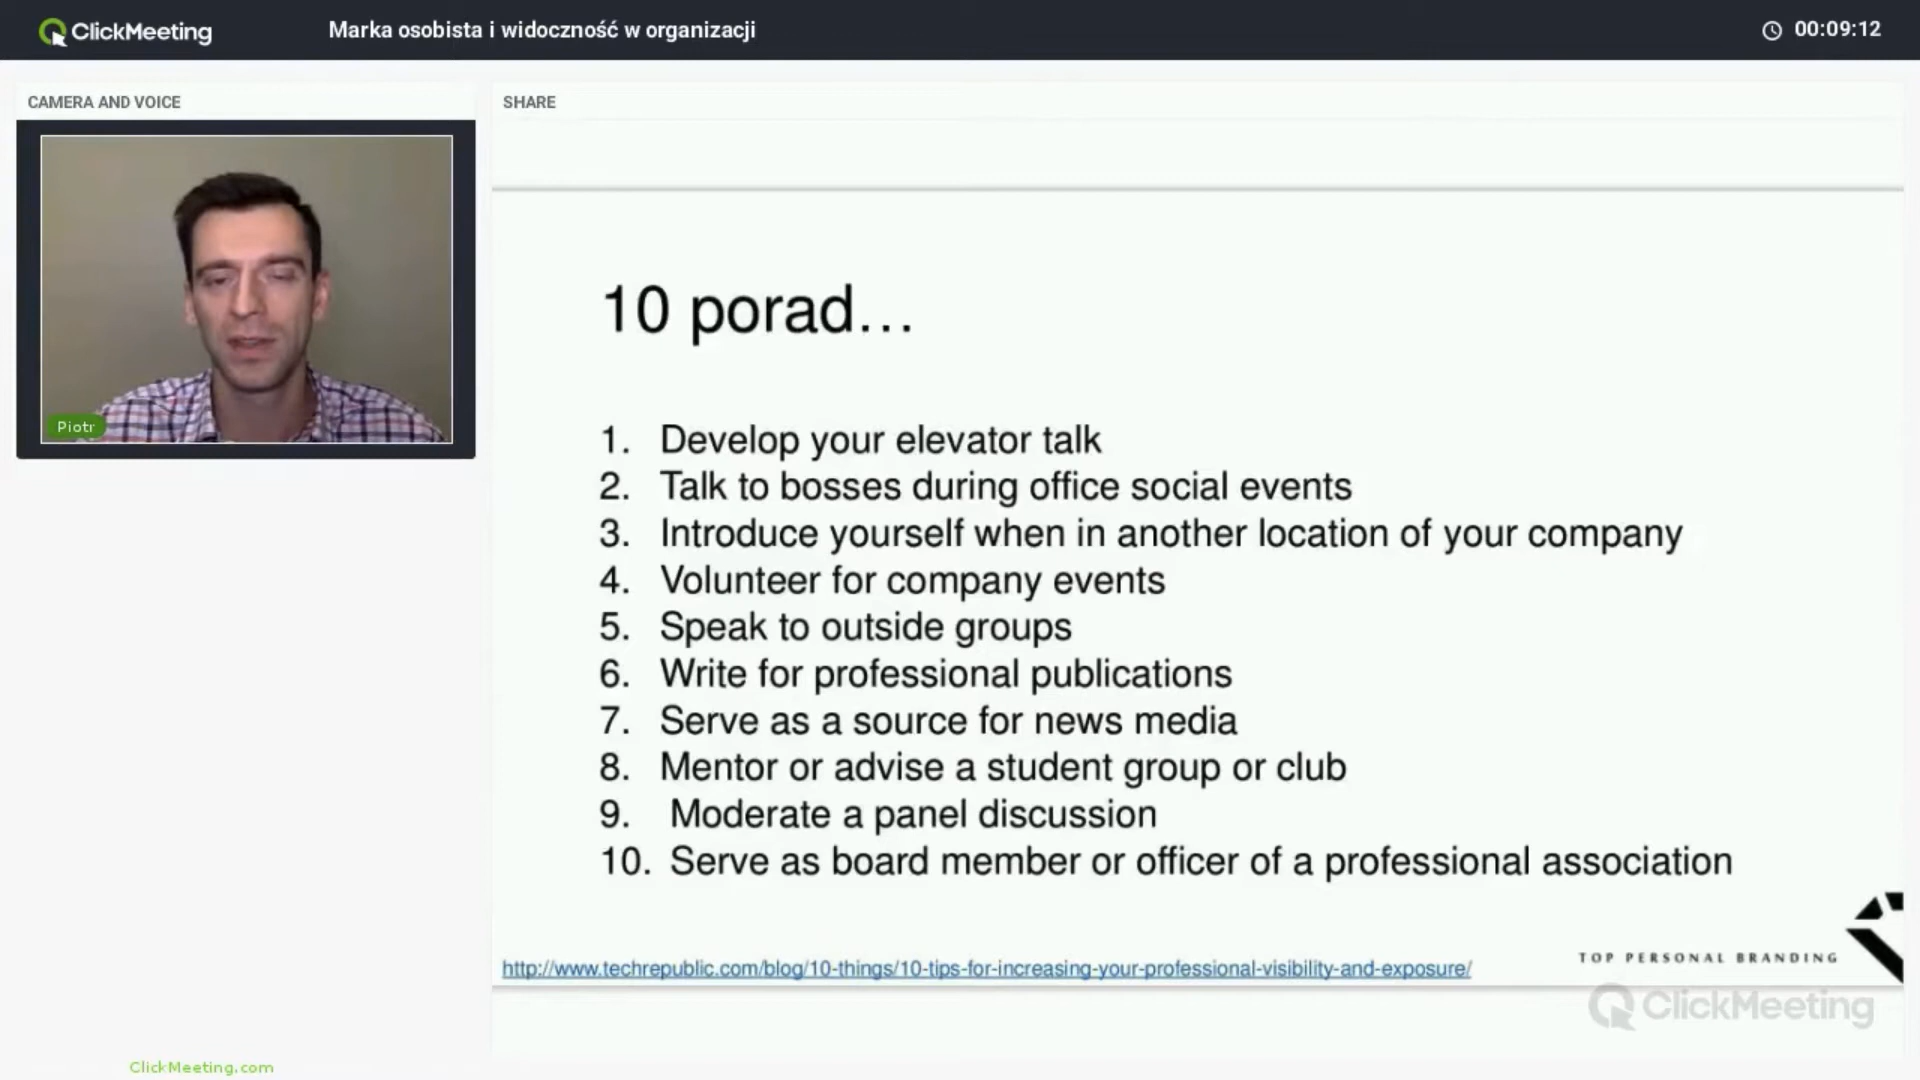 ClickMeeting
Marka osobista i widoczność w organizacji
00:09:12
CAMERA AND VOICE
SHARE
Piotr
10 porad...
1. Develop your elevator talk
2. Talk to bosses during office social events
3. Introduce yourself when in another location of your company
4. Volunteer for company events
5. Speak to outside groups
6. Write for professional publications
7. Serve as a source for news media
8. Mentor or advise a student group or club
9. Moderate a panel discussion
10. Serve as board member or officer of a professional association
http://www.techrepublic.com/blog/10-things/10-tips-for-increasing-your-professional-visibility-and-exposure/
TOP PERSONAL BRANDING
ClickMeeting
ClickMeeting.com